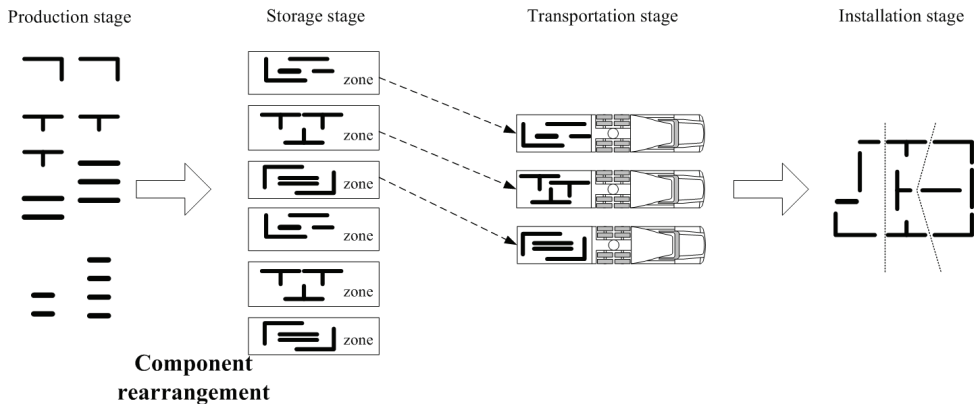 Production stage
Storage stage
Transportation stage
Installation stage
zone
zone
zone
zone
zone
zone
Component
rearrangement